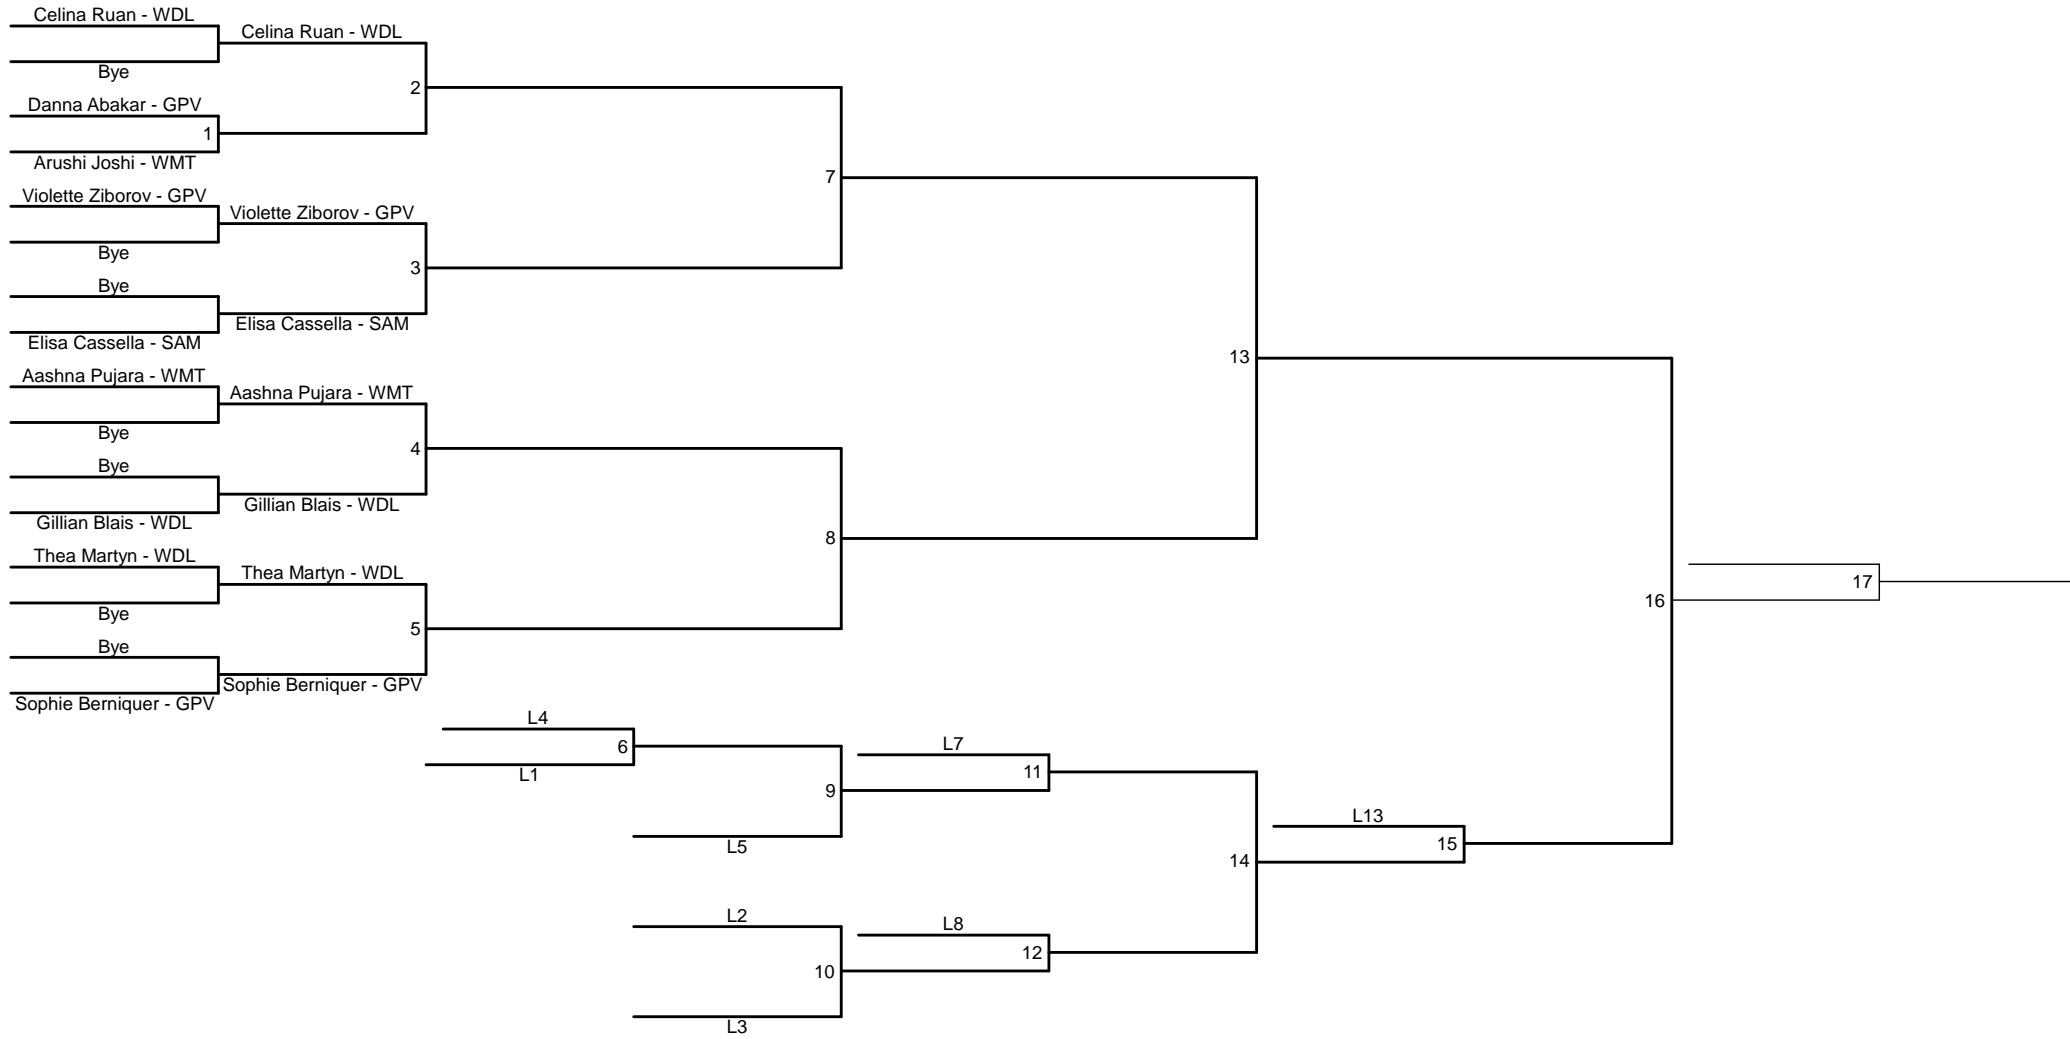 Celina Ruan - WDL
Celina Ruan - WDL
Bye
2
Danna Abakar - GPV
1
Arushi Joshi - WMT
7
Violette Ziborov - GPV
Violette Ziborov - GPV
Bye
3
Bye
Elisa Cassella - SAM
Elisa Cassella - SAM
13
Aashna Pujara - WMT
Aashna Pujara - WMT
Bye
4
Bye
Gillian Blais - WDL
Gillian Blais - WDL
8
Thea Martyn - WDL
Thea Martyn - WDL
17
16
Bye
5
Bye
Sophie Berniquer - GPV
Sophie Berniquer - GPV
L4
6
L7
L1
11
9
L13
L5
15
14
L2
L8
12
10
L3